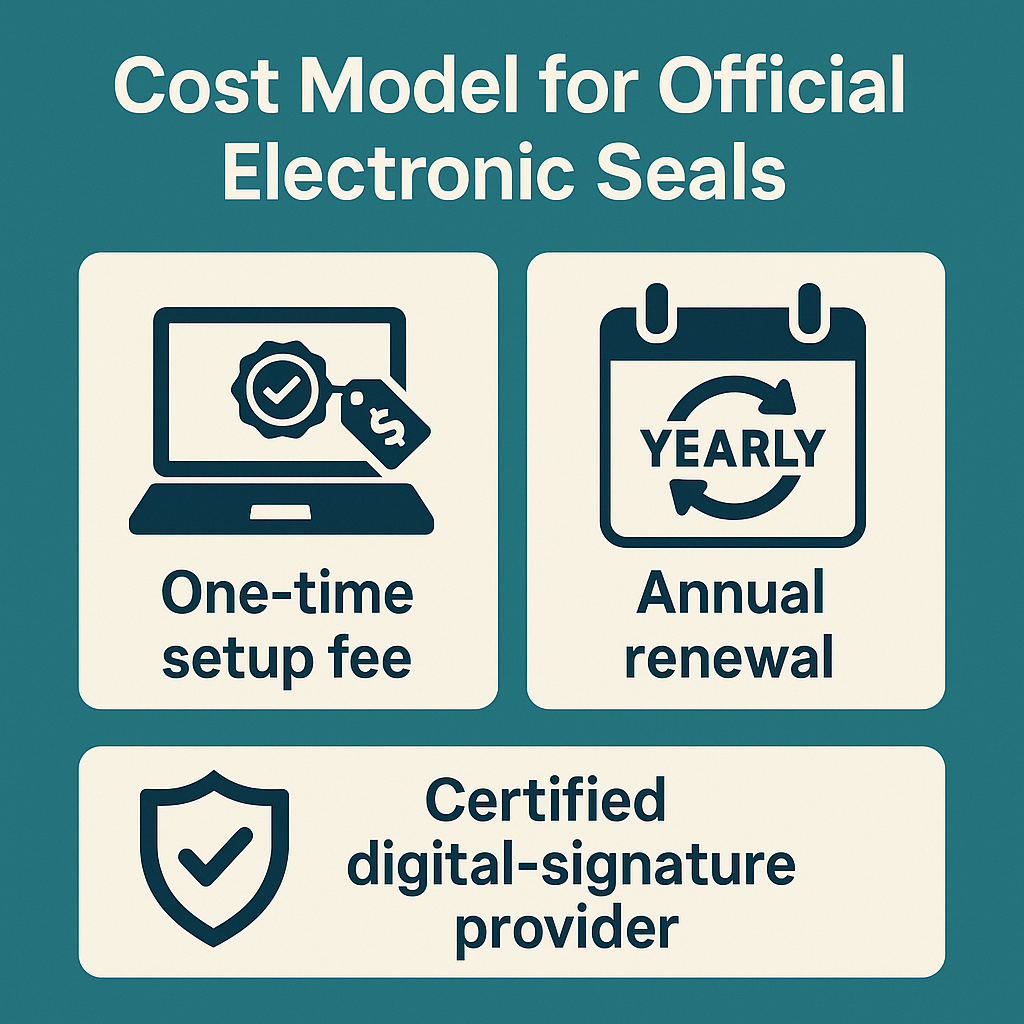 Cost Model for Official
Electronic Seals
$
One-time
setup fee
YEARLY
Annual
renewal
Certified
digital-signature
provider